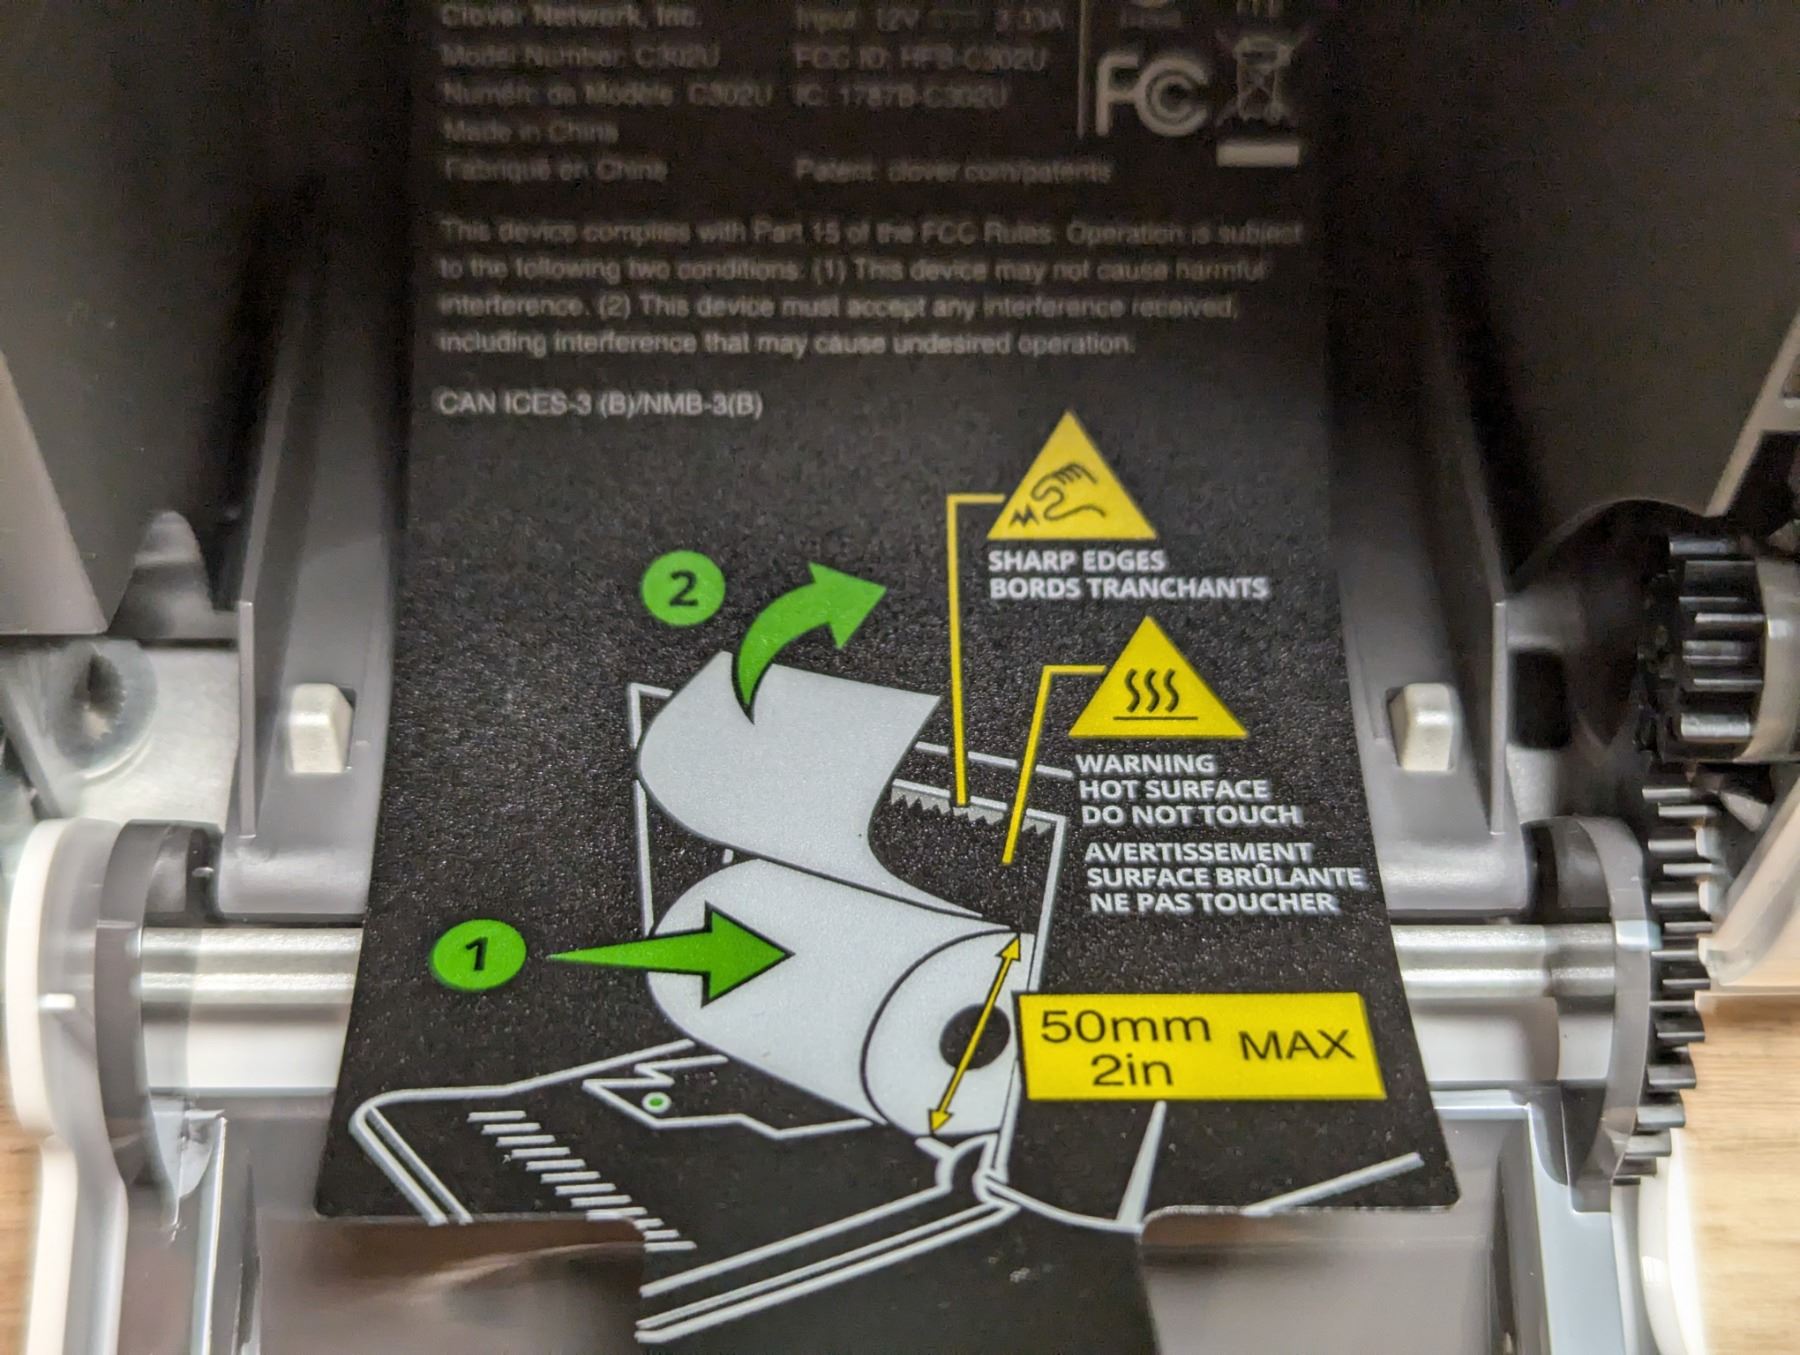 Clover Network, Inc.
Input: 12V 3.33A
Model Number: C302U
FCC ID: HFS-C302U
Numéro de Modèle C302U
IC: 1787B-C302U
Made in China
Fabriqué en Chine
Patent: clover.com/patents
FC
This device complies with Part 15 of the FCC Rules. Operation is subject
to the following two conditions: (1) This device may not cause harmful
interference. (2) This device must accept any interference received,
including interference that may cause undesired operation.
CAN ICES-3 (B)/NMB-3(B)
SHARP EDGES
BORDS TRANCHANTS
2
WARNING
HOT SURFACE
DO NOT TOUCH
AVERTISSEMENT
SURFACE BRÛLANTE
NE PAS TOUCHER
1
50mm
2in
MAX